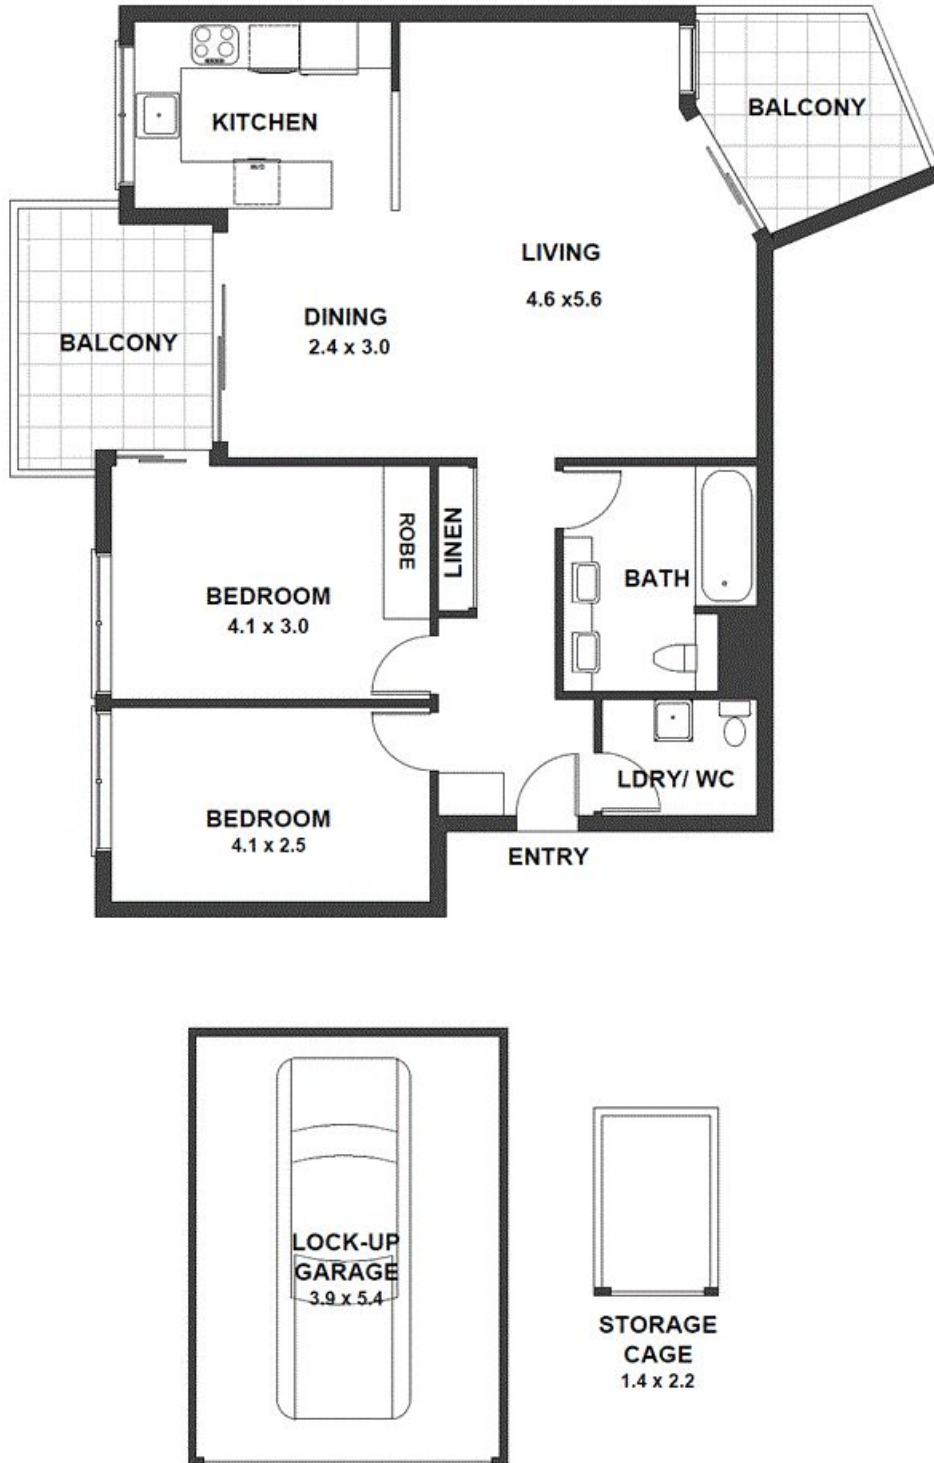 KITCHEN
BALCONY
LIVING
4.6 x5.6
DINING
2.4 x 3.0
BALCONY
ROBE
LINEN
BATH
BEDROOM
4.1 x 3.0
LDRY/ WC
BEDROOM
4.1 x 2.5
ENTRY
LOCK-UP
GARAGE
3.9 x 5.4
STORAGE
CAGE
1.4 x 2.2